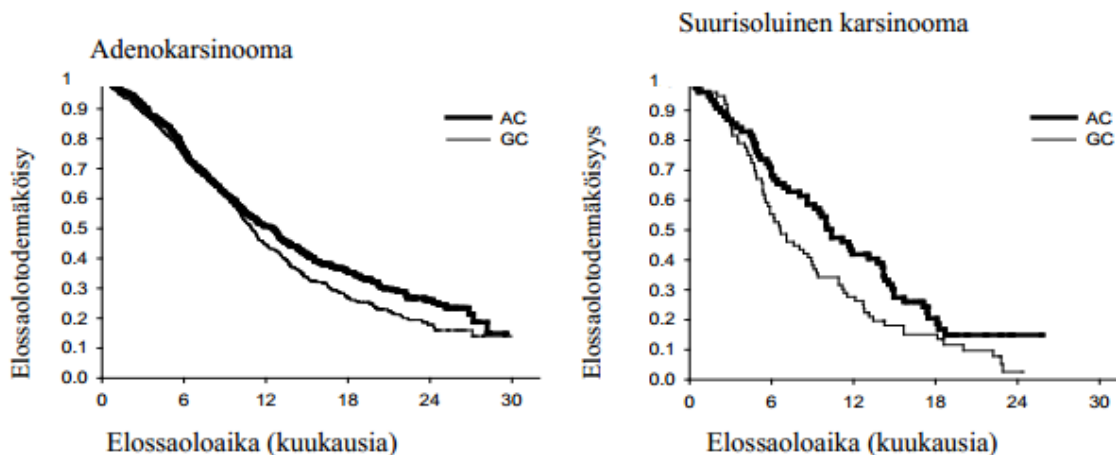 Adenokarsinooma
Elossaolotodennäköisy
1
0.9
0.8
0.7
0.6
0.5
0.4
0.3
0.2
0.1
0.0
0 6 12 18 24 30
AC
GC
Elossaoloaika (kuukausia)
Suurisoluinen karsinooma
Elossaolotodennäköisyys
1
0.9
0.8
0.7
0.6
0.5
0.4
0.3
0.2
0.1
0.0
0 6 12 18 24 30
AC
GC
Elossaoloaika (kuukausia)